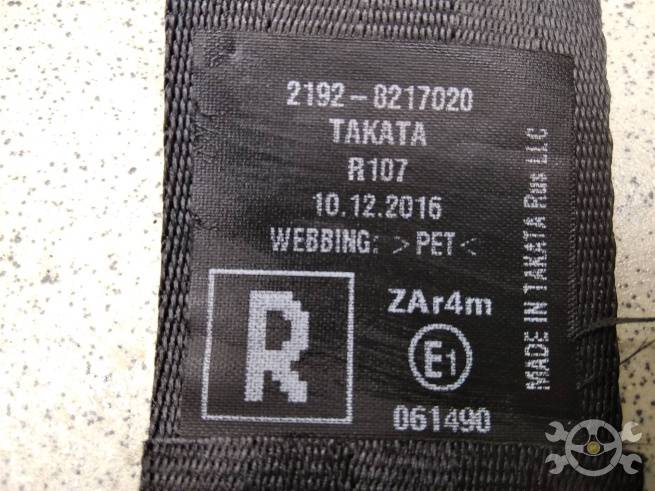 2192-8217020
TAKATA
R107
10.12.2016
WEBBING: >PET<
R
ZAr4m
E1
061490
MADE IN TAKATA Rus LLC